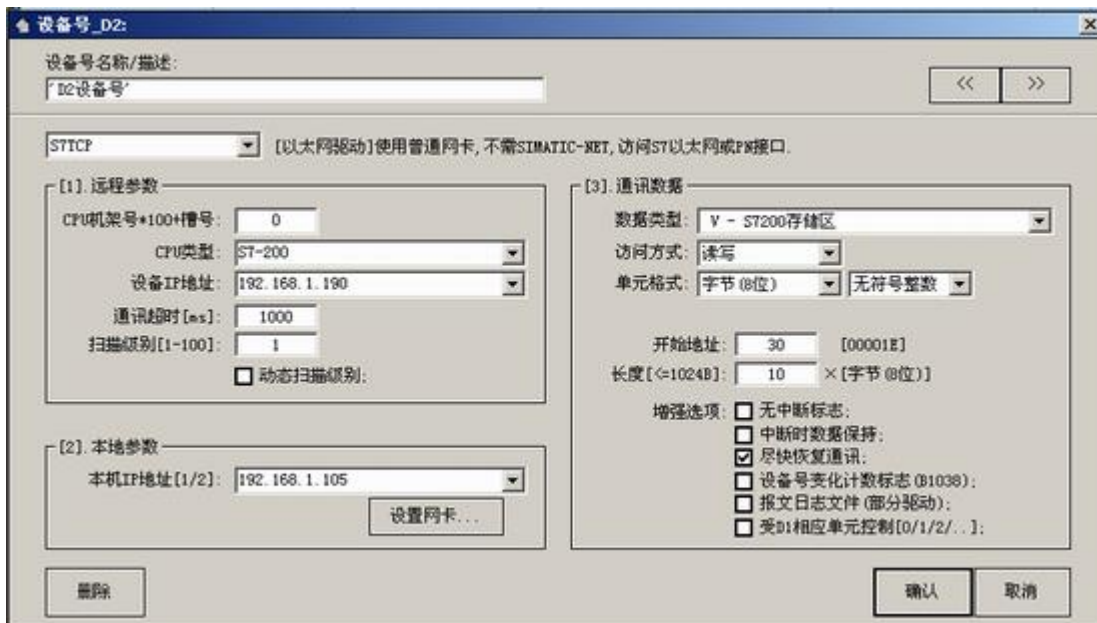 设备号_D2:
设备号名称/描述:
'D2设备号'
<< >>
S7TCP [以太网驱动]使用普通网卡,不需SIMATIC-NET,访问S7以太网或PN接口.
[1].远程参数
CPU机架号*100+槽号: 0
CPU类型: S7-200
设备IP地址: 192.168.1.190
通讯超时[ms]: 1000
扫描级别[1-100]: 1
动态扫描级别;
[2].本地参数
本机IP地址[1/2]: 192.168.1.105
设置网卡...
[3].通讯数据
数据类型: V - S7200存储区
访问方式: 读写
单元格式: 字节(8位) 无符号整数
开始地址: 30 [00001E]
长度[<=1024B]: 10 ×[字节(8位)]
增强选项: 无中断标志;
中断时数据保持;
尽快恢复通讯;
设备号变化计数标志(B1038);
报文日志文件(部分驱动);
受D1相应单元控制[0/1/2/..];
删除
确认
取消